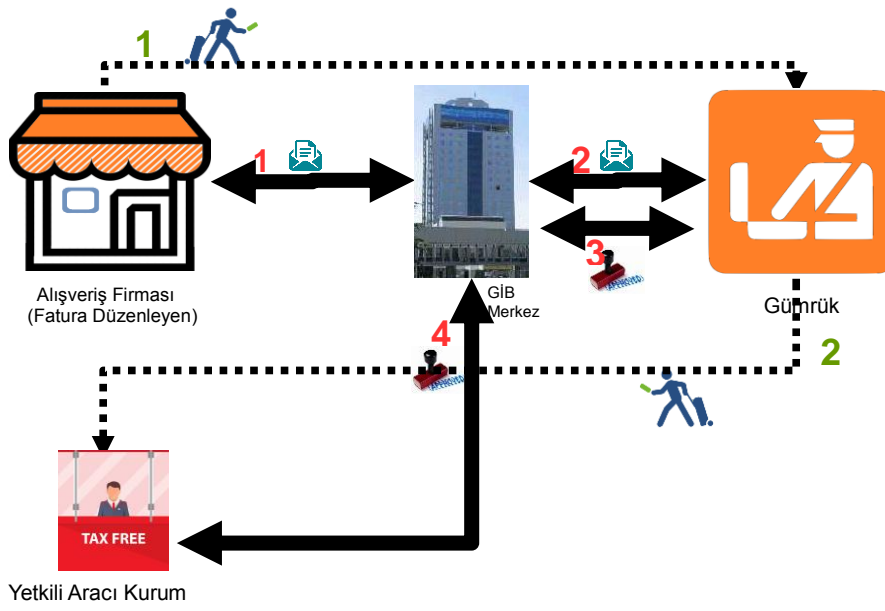 1
1
2
3
Alışveriş Firması
(Fatura Düzenleyen)
GİB
Merkez
Gümrük
4
2
TAX FREE
Yetkili Aracı Kurum